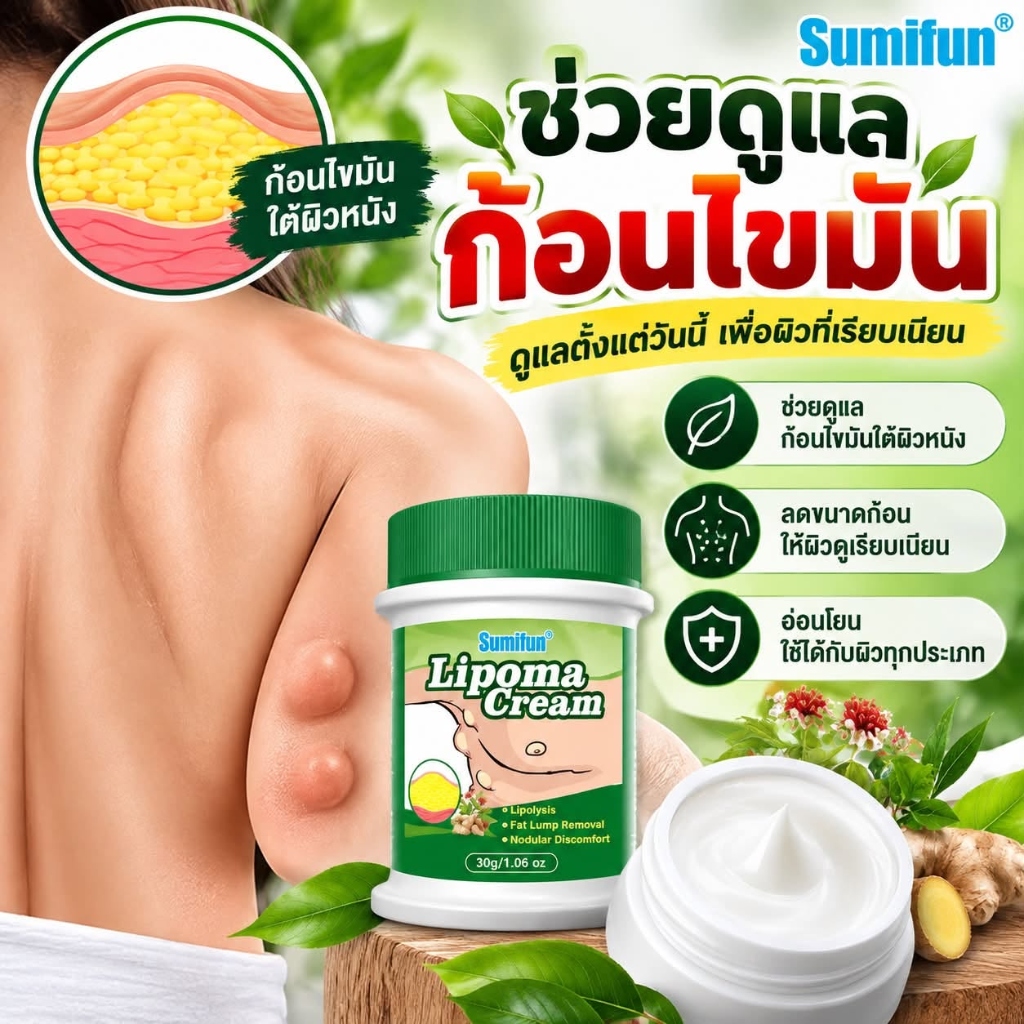 Sumifun®
ช่วยดูแล
ก้อนไขมัน
ดูแลตั้งแต่วันนี้ เพื่อผิวที่เรียบเนียน
ก้อนไขมัน
ใต้ผิวหนัง
ช่วยดูแล
ก้อนไขมันใต้ผิวหนัง
ลดขนาดก้อน
ให้ผิวดูเรียบเนียน
อ่อนโยน
ใช้ได้กับผิวทุกประเภท
Sumifun®
Lipoma
Cream
• Lipolysis
• Fat Lump Removal
• Nodular Discomfort
30g/1.06 oz